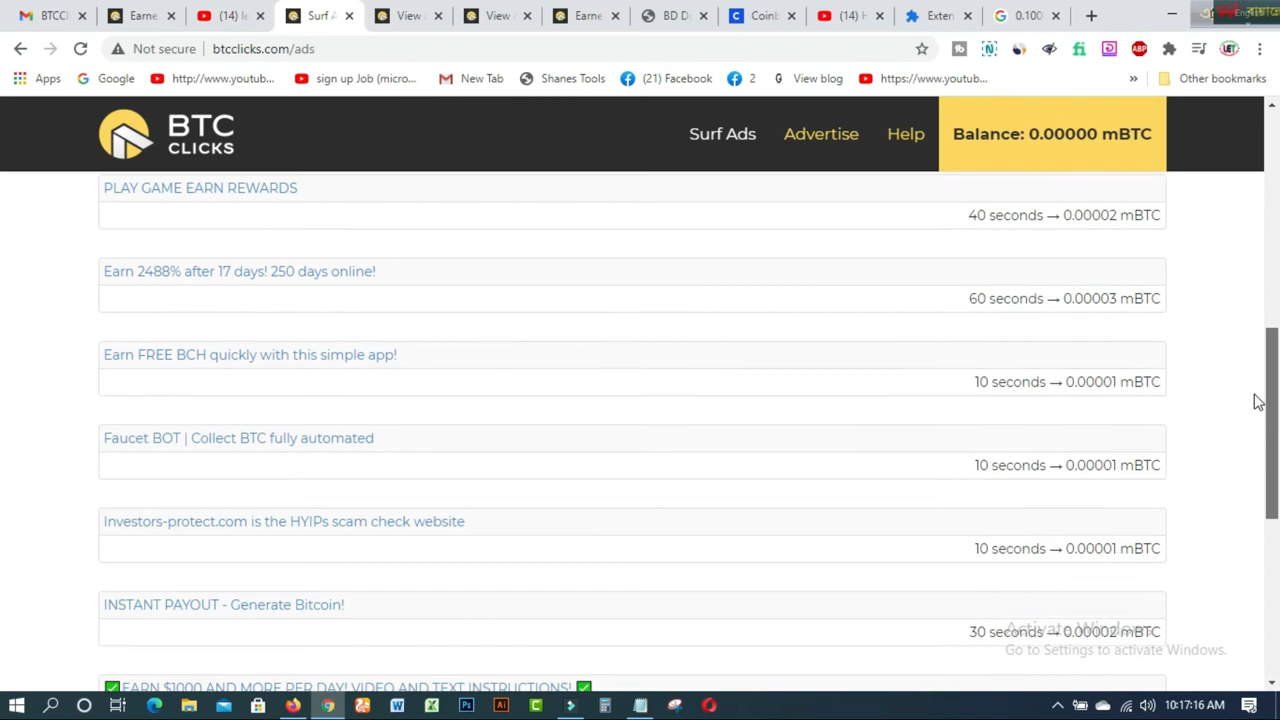 BTCCl
Earne
(14) le
Surf A
View A
View
Earne
BD D
Coinb
(14) H
Exten
0.100
Not secure
btcclicks.com/ads
Apps
Google
http://www.youtub...
sign up Job (micro...
New Tab
Shanes Tools
(21) Facebook
2
View blog
https://www.youtub...
»
Other bookmarks
BTC
CLICKS
Surf Ads
Advertise
Help
Balance: 0.00000 mBTC
PLAY GAME EARN REWARDS
40 seconds → 0.00002 mBTC
Earn 2488% after 17 days! 250 days online!
60 seconds → 0.00003 mBTC
Earn FREE BCH quickly with this simple app!
10 seconds → 0.00001 mBTC
Faucet BOT | Collect BTC fully automated
10 seconds → 0.00001 mBTC
Investors-protect.com is the HYIPs scam check website
10 seconds → 0.00001 mBTC
INSTANT PAYOUT - Generate Bitcoin!
30 seconds → 0.00002 mBTC
Activate Windows
Go to Settings to activate Windows.
✅EARN $1000 AND MORE PER DAY! VIDEO AND TEXT INSTRUCTIONS! ✅
10:17:16 AM